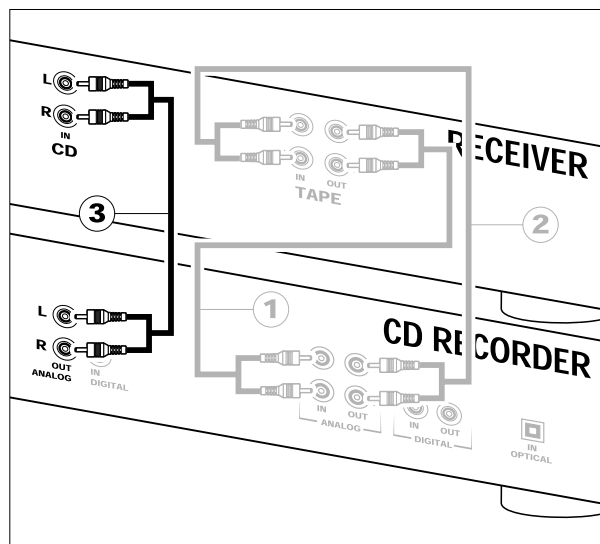 L
R
IN
CD
RECEIVER
IN
OUT
TAPE
3
2
1
L
R
OUT
ANALOG
IN
DIGITAL
CD RECORDER
IN
OUT
ANALOG
IN
OUT
DIGITAL
IN
OPTICAL